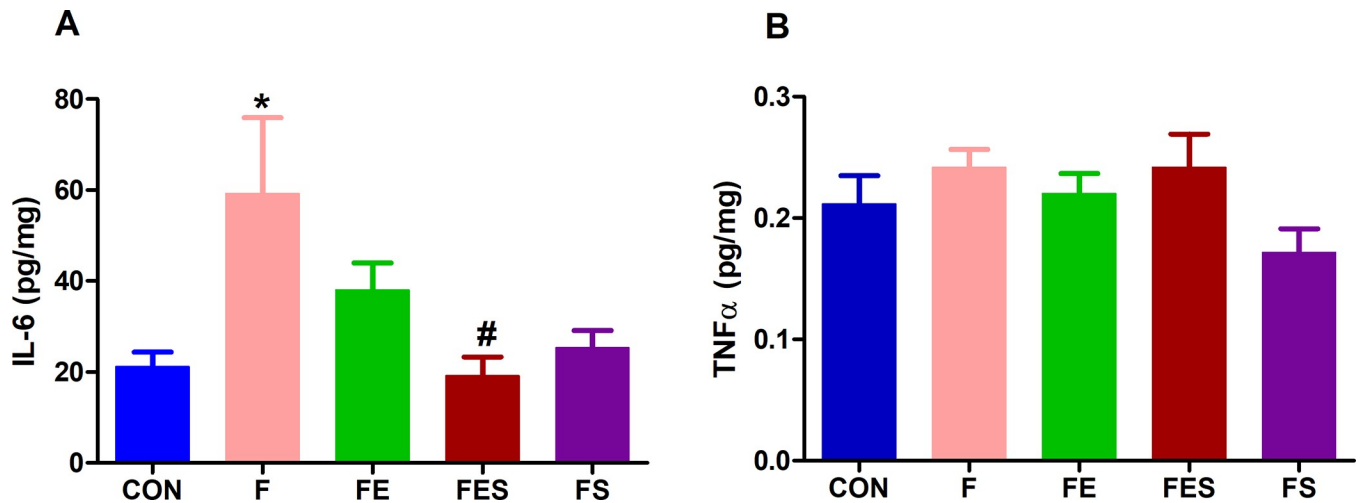 A
IL-6 (pg/mg)
80
60
40
20
0
*
#
CON F FE FES FS
B
TNFα (pg/mg)
0.3
0.2
0.1
0.0
CON F FE FES FS